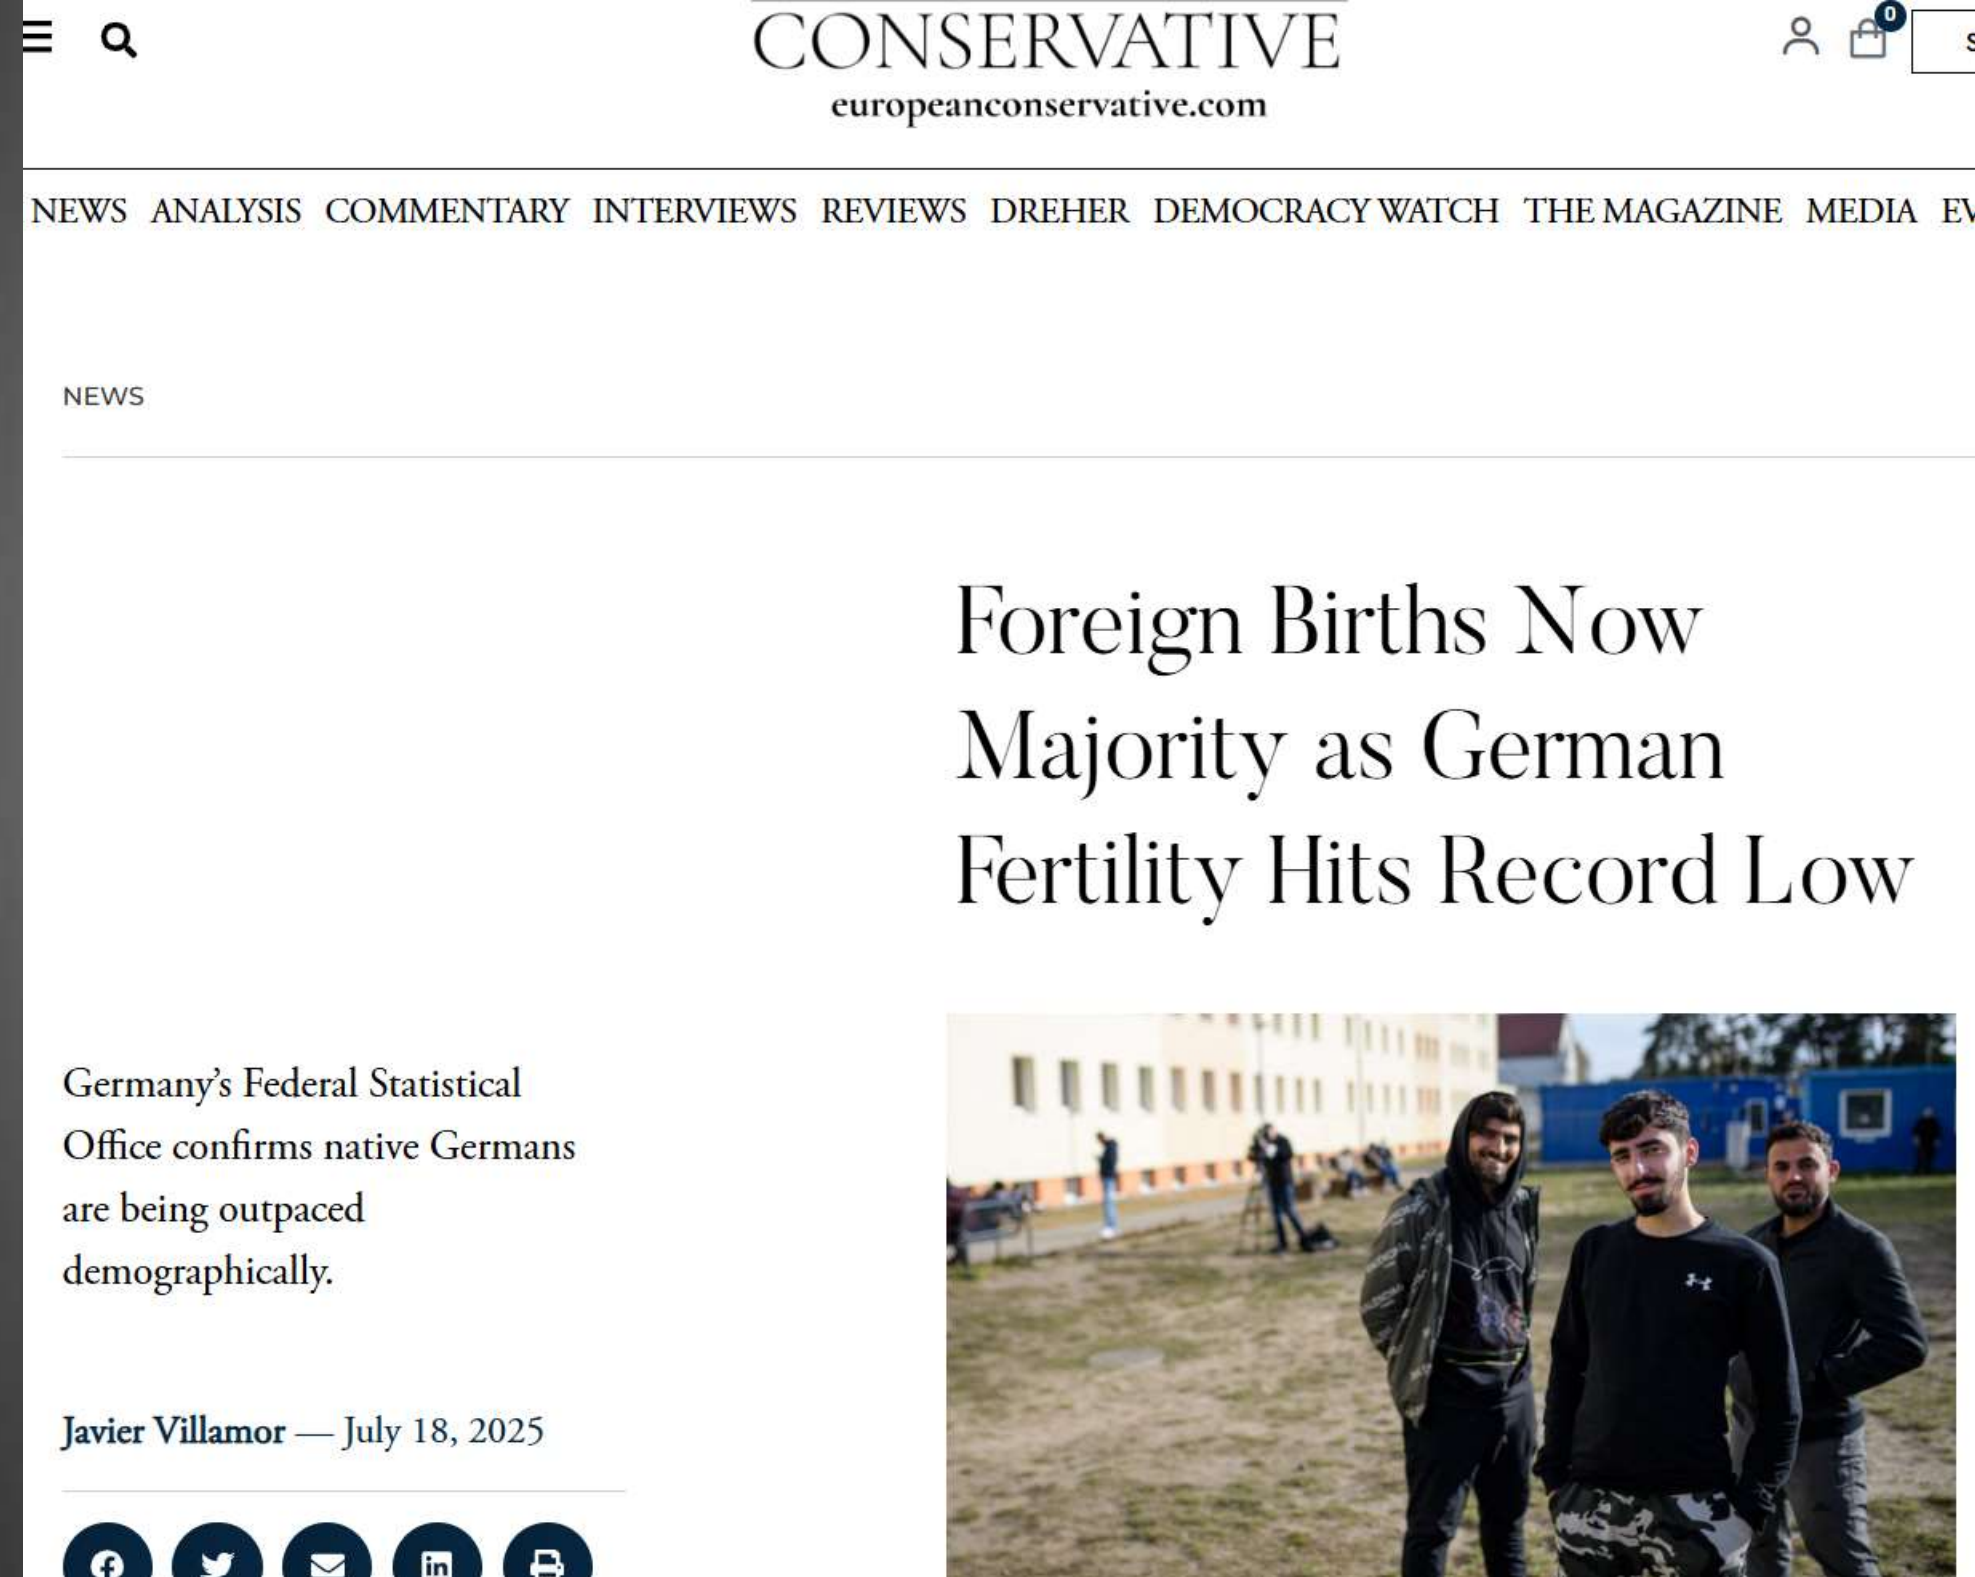 CONSERVATIVE
0
europeanconservative.com
NEWS ANALYSIS COMMENTARY INTERVIEWS REVIEWS DREHER DEMOCRACY WATCH THE MAGAZINE MEDIA
NEWS
Foreign Births Now
Majority as German
Fertility Hits Record Low
Germany’s Federal Statistical
Office confirms native Germans
are being outpaced
demographically.
Javier Villamor — July 18, 2025